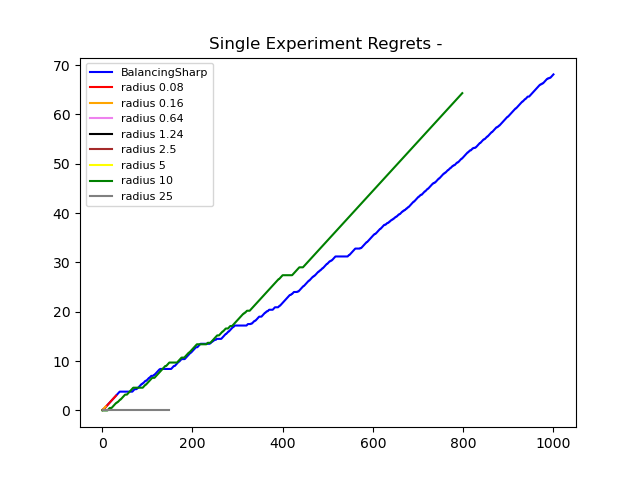 Single Experiment Regrets -
70
60
50
40
30
20
10
0
BalancingSharp
radius 0.08
radius 0.16
radius 0.64
radius 1.24
radius 2.5
radius 5
radius 10
radius 25
0 200 400 600 800 1000